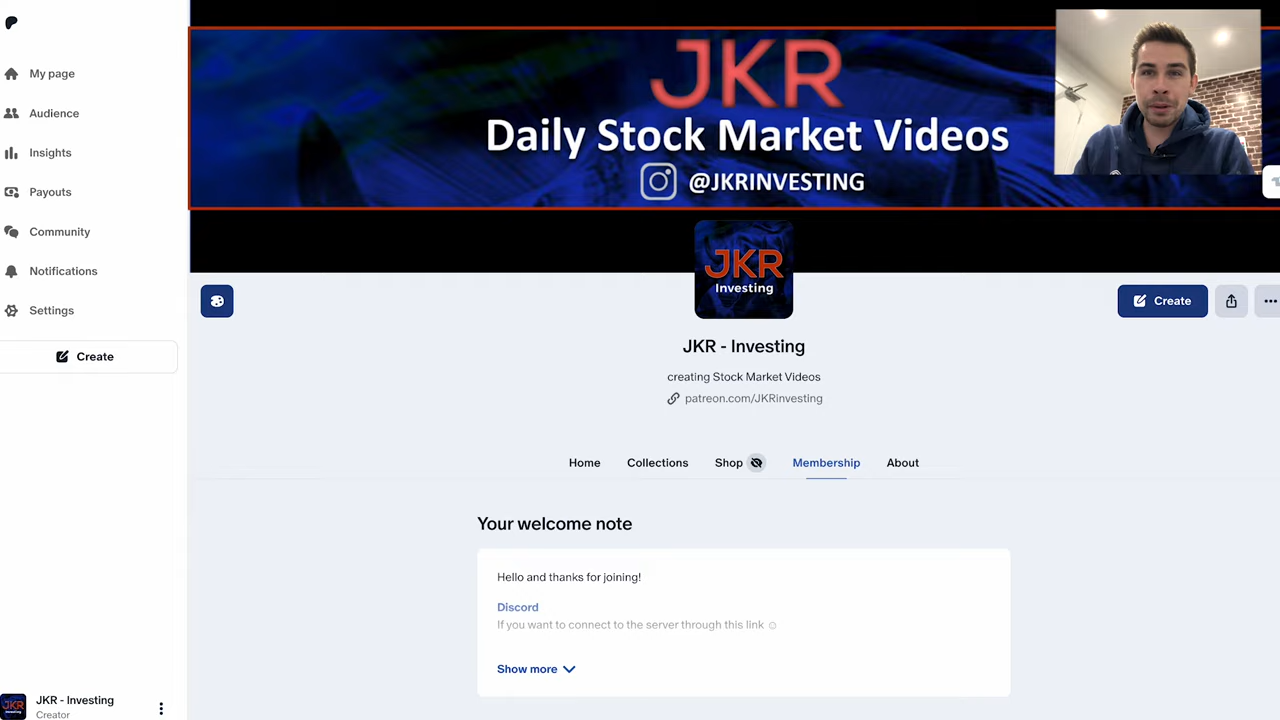 My page
Audience
Insights
Payouts
Community
Notifications
Settings
Create
JKR - Investing
Creator
JKR
Daily Stock Market Videos
@JKRINVESTING
JKR
Investing
Create
JKR - Investing
creating Stock Market Videos
patreon.com/JKRinvesting
Home Collections Shop Membership About
Your welcome note
Hello and thanks for joining!
Discord
If you want to connect to the server through this link ☺
Show more